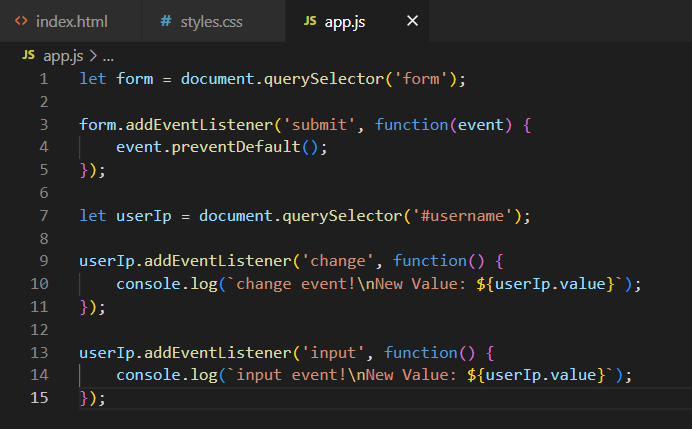 index.html styles.css JS app.js ×
JS app.js > ...
1 let form = document.querySelector('form');
2
3 form.addEventListener('submit', function(event) {
4     event.preventDefault();
5 });
6
7 let userIp = document.querySelector('#username');
8
9 userIp.addEventListener('change', function() {
10     console.log(`change event!\nNew Value: ${userIp.value}`);
11 });
12
13 userIp.addEventListener('input', function() {
14     console.log(`input event!\nNew Value: ${userIp.value}`);
15 });